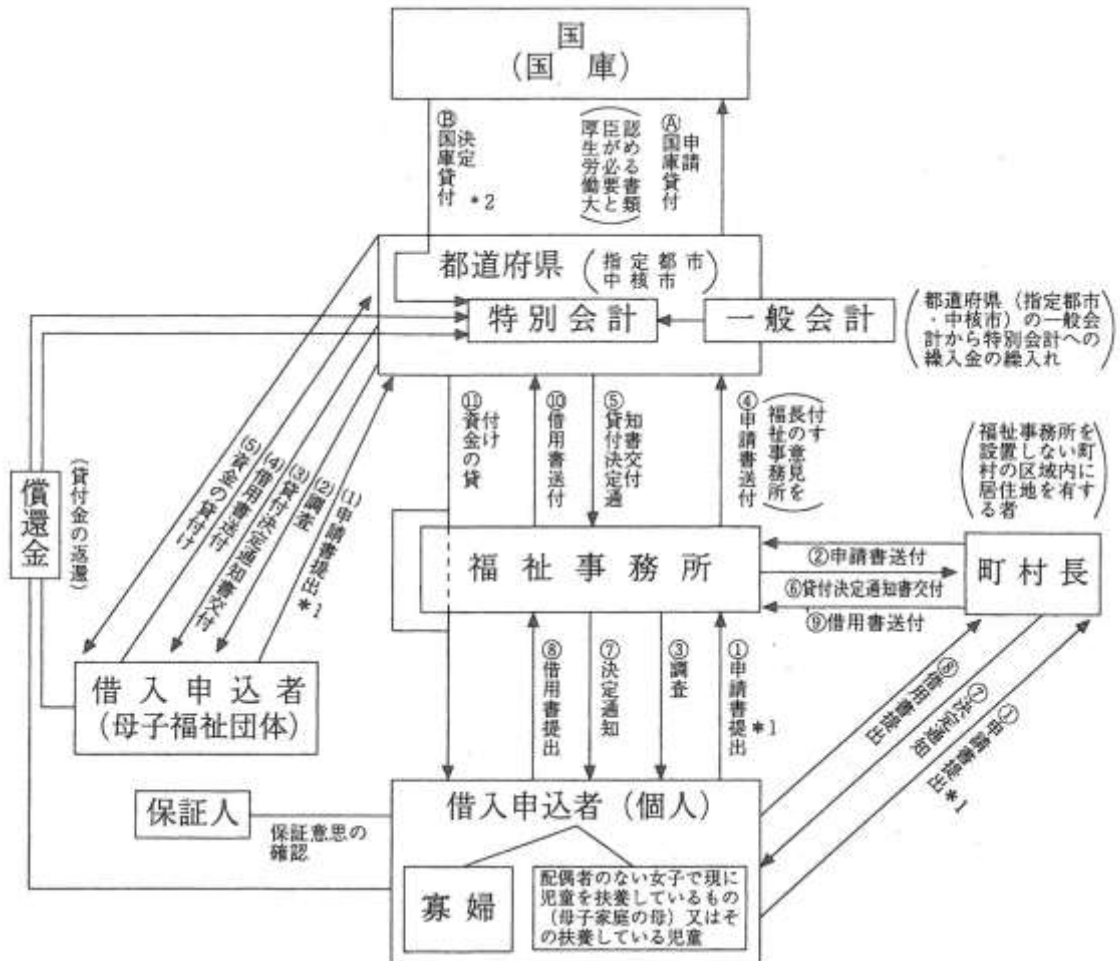 国
（国　庫）
Ⓑ国庫貸付
決定
*2
（厚生労働大
臣が必要と
認める書類）
Ⓐ国庫貸付
申請
都道府県
（指定都市
中核市）
特別会計
一般会計
（都道府県（指定都市
・中核市）の一般会
計から特別会計への
繰入金の繰入れ）
⑪資金の貸
付け
⑩借用書送付
⑤貸付決定通
知書交付
④申請書送付
（福祉事務所
長の意見を
付す）
（福祉事務所を
設置しない町
村の区域内に
居住地を有す
る者）
償還金
（貸付金の返還）
(5)資金の貸付け
(4)借用書送付
(3)貸付決定通知書交付
(2)調査
(1)申請書提出*1
福祉事務所
②申請書送付
⑥貸付決定通知書交付
⑨借用書送付
町村長
借入申込者
（母子福祉団体）
⑧借用書提出
⑦決定通知
③調査
①申請書提出
*1
⑧借用書提出
⑦決定通知
①申請書提出*1
保証人
保証意思の
確認
借入申込者（個人）
寡婦
配偶者のない女子で現に
児童を扶養しているもの
（母子家庭の母）又はそ
の扶養している児童